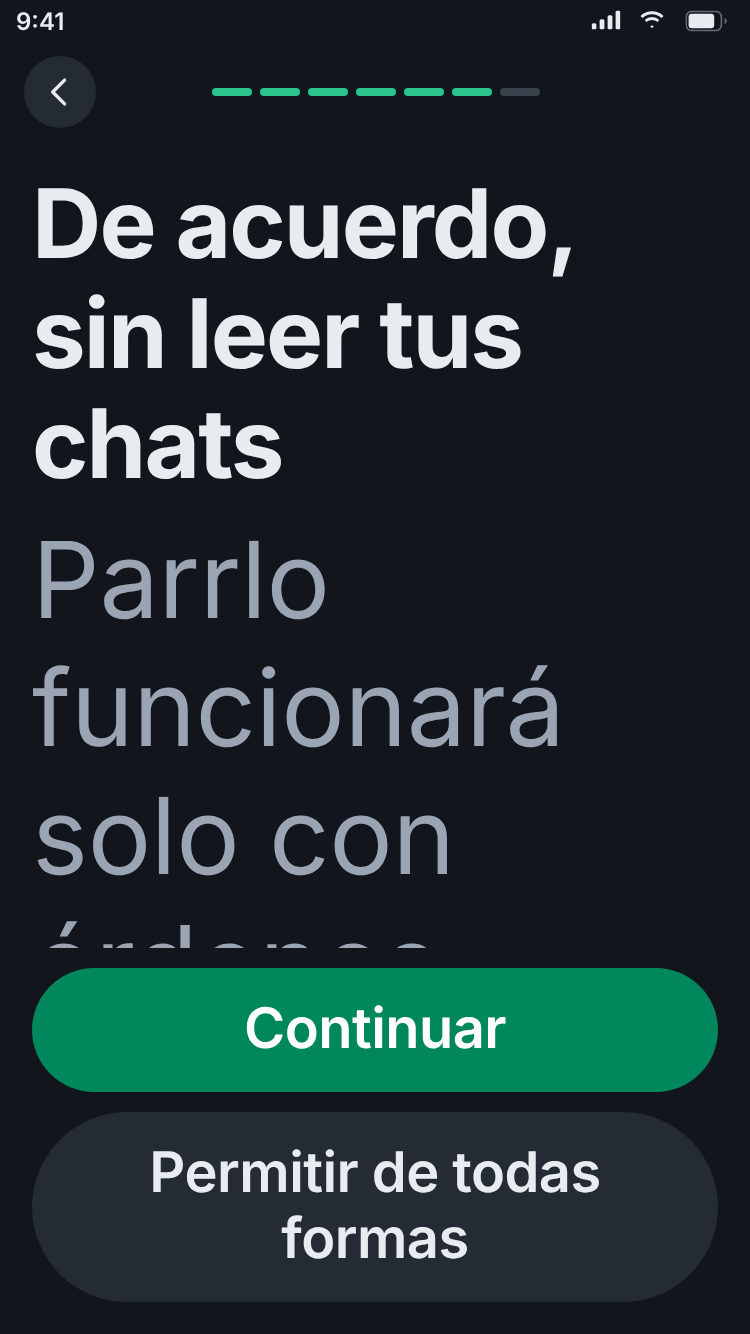 9:41
De acuerdo,
sin leer tus
chats
Parrlo
funcionará
solo con
Continuar
Permitir de todas
formas